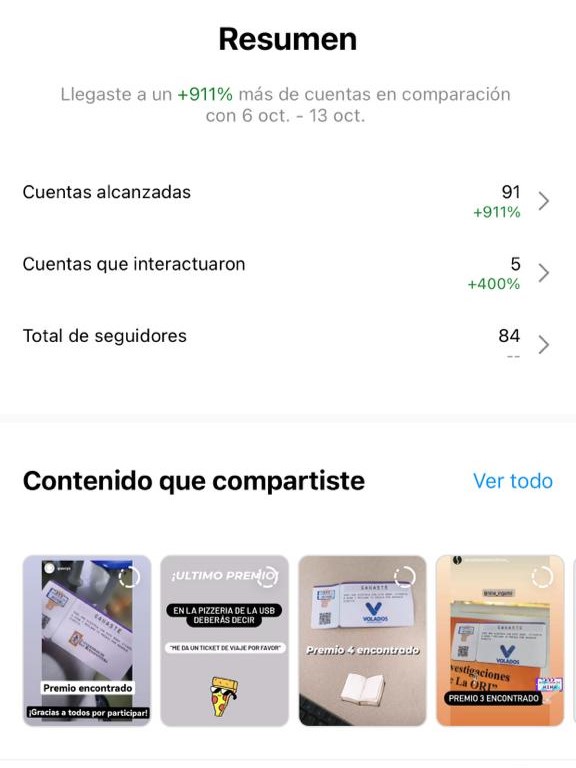 Resumen
Llegaste a un +911% más de cuentas en comparación
con 6 oct. - 13 oct.
Cuentas alcanzadas
91
+911%
Cuentas que interactuaron
5
+400%
Total de seguidores
84
--
Contenido que compartiste
Ver todo
GANASTE
Premio encontrado
¡Gracias a todos por participar!
¡ULTIMO PREMIO!
EN LA PIZZERIA DE LA USB
DEBERÁS DECIR
"ME DA UN TICKET DE VIAJE POR FAVOR"
GANASTE
VOLADOS
Premio 4 encontrado
GANASTE
VOLADOS
vestigaciones
e La ORI"
PREMIO 3 ENCONTRADO